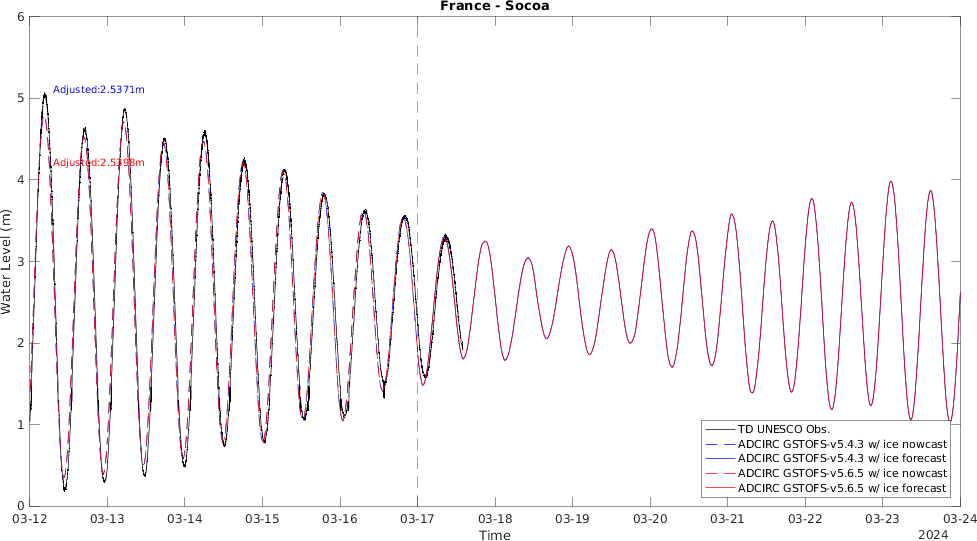 France - Socoa
6
5
4
3
2
1
0
Water Level (m)
Adjusted:2.5371m
Adjusted:2.5398m
TD UNESCO Obs.
ADCIRC GSTOFS-v5.4.3 w/ ice nowcast
ADCIRC GSTOFS-v5.4.3 w/ ice forecast
ADCIRC GSTOFS-v5.6.5 w/ ice nowcast
ADCIRC GSTOFS-v5.6.5 w/ ice forecast
03-12 03-13 03-14 03-15 03-16 03-17 03-18 03-19 03-20 03-21 03-22 03-23 03-24
Time
2024